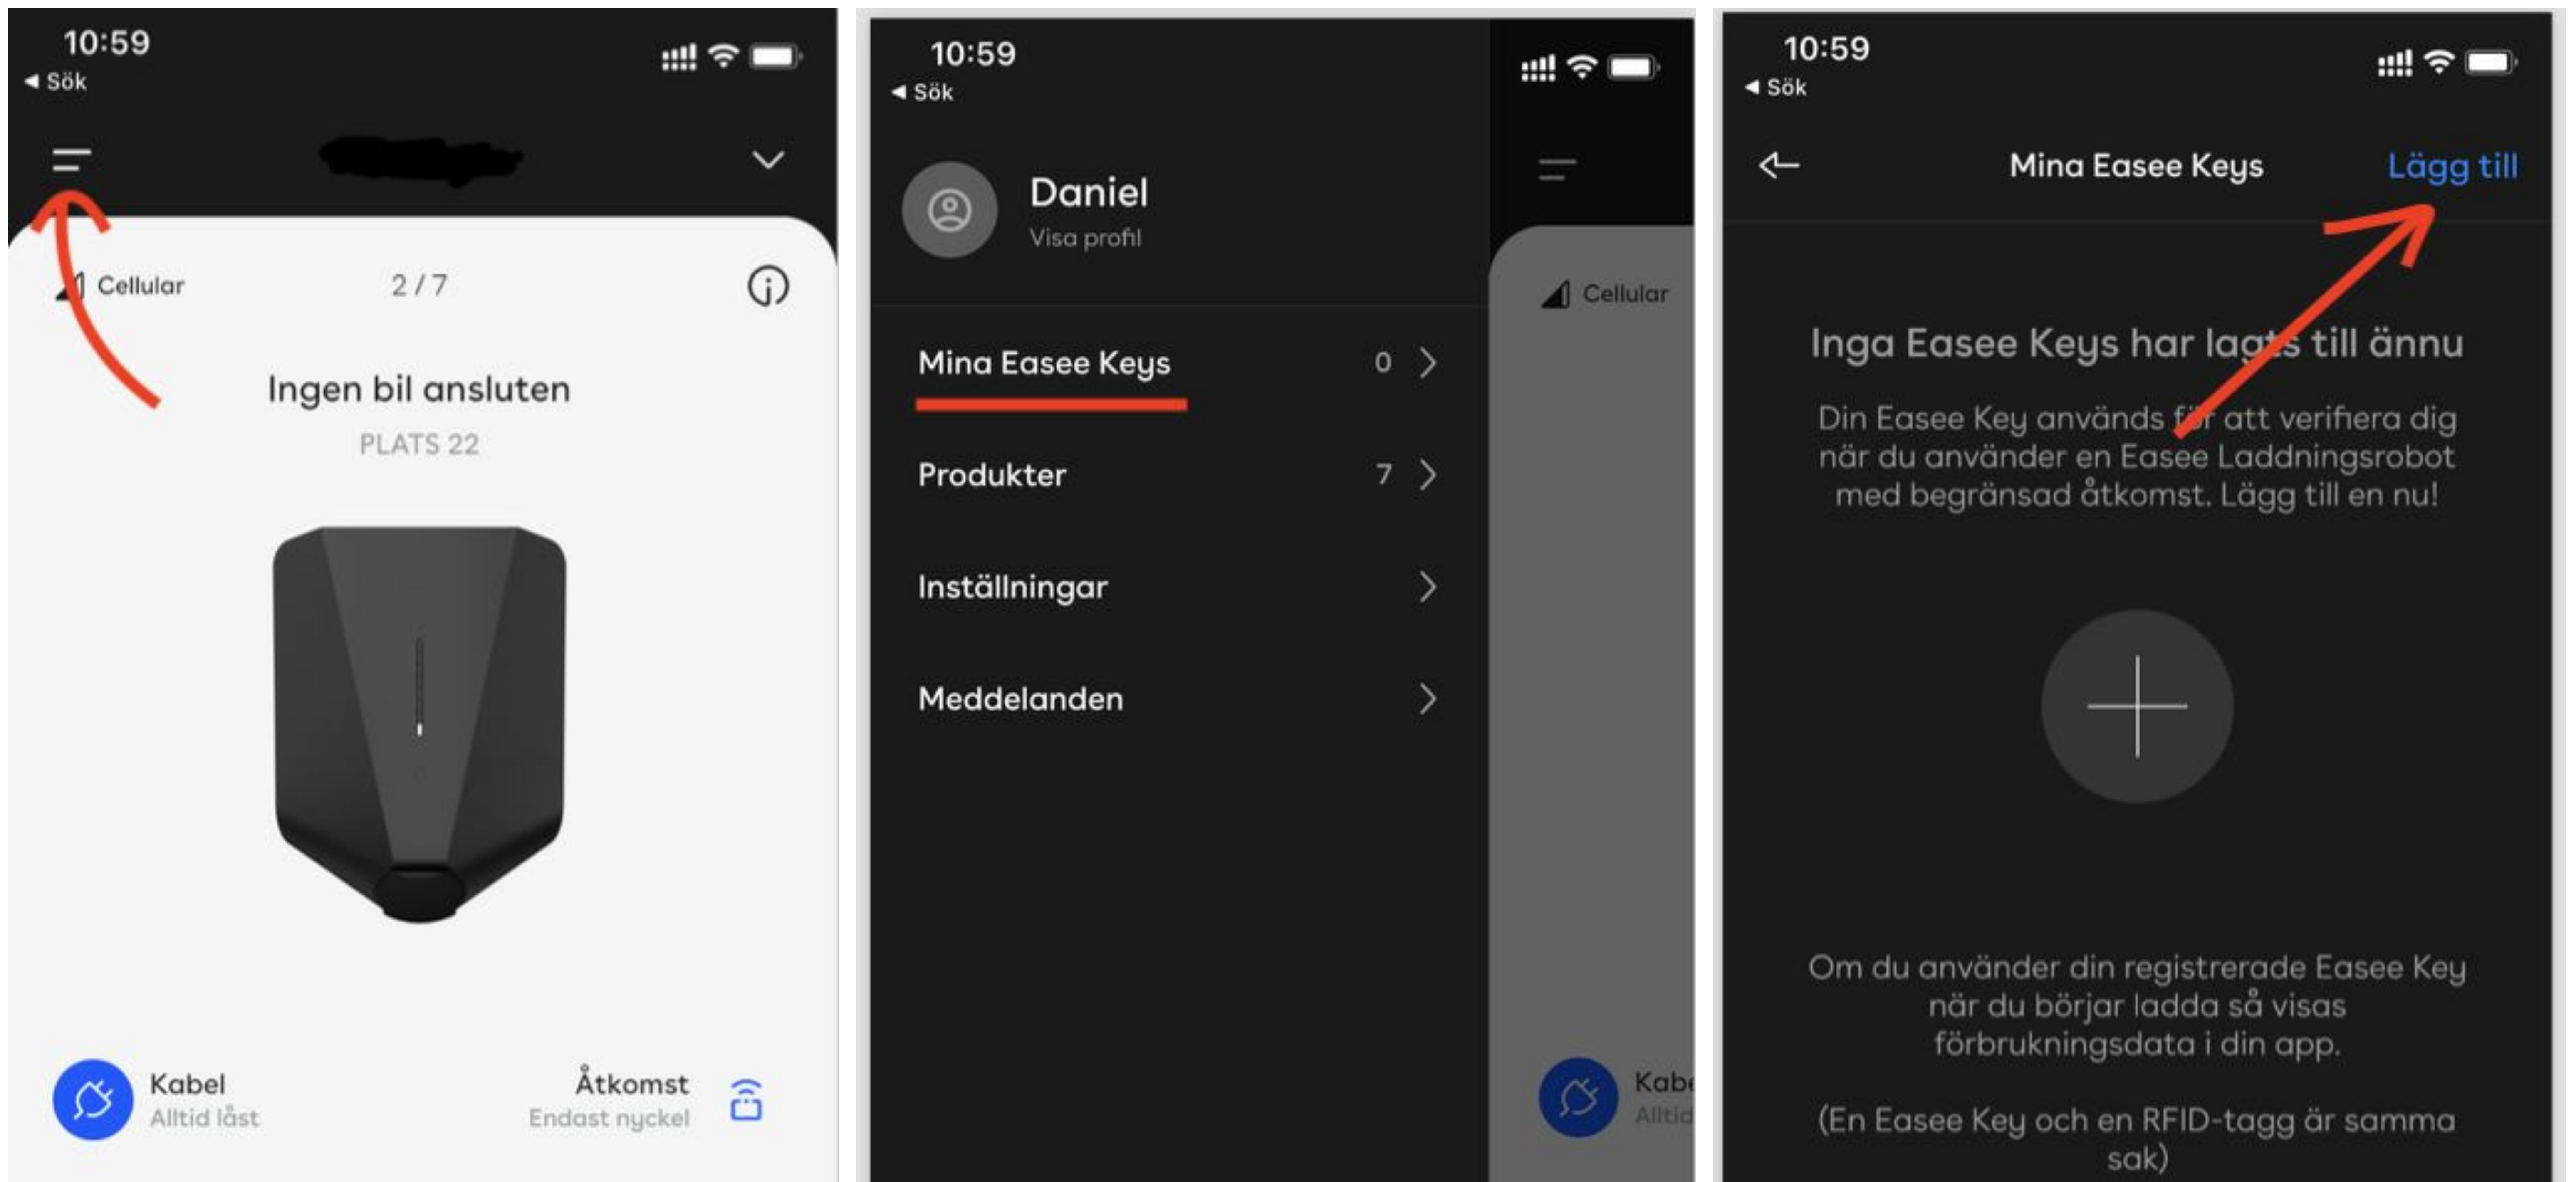 10:59
◀ Sök
Cellular
2 / 7
Ingen bil ansluten
PLATS 22
Kabel
Alltid låst
Åtkomst
Endast nyckel
10:59
◀ Sök
Daniel
Visa profil
Mina Easee Keys
0
Produkter
7
Inställningar
Meddelanden
Cellular
Kabe
Alltid
10:59
◀ Sök
Mina Easee Keys
Lägg till
Inga Easee Keys har lagts till ännu
Din Easee Key används för att verifiera dig
när du använder en Easee Laddningsrobot
med begränsad åtkomst. Lägg till en nu!
Om du använder din registrerade Easee Key
när du börjar ladda så visas
förbrukningsdata i din app.
(En Easee Key och en RFID-tagg är samma
sak)